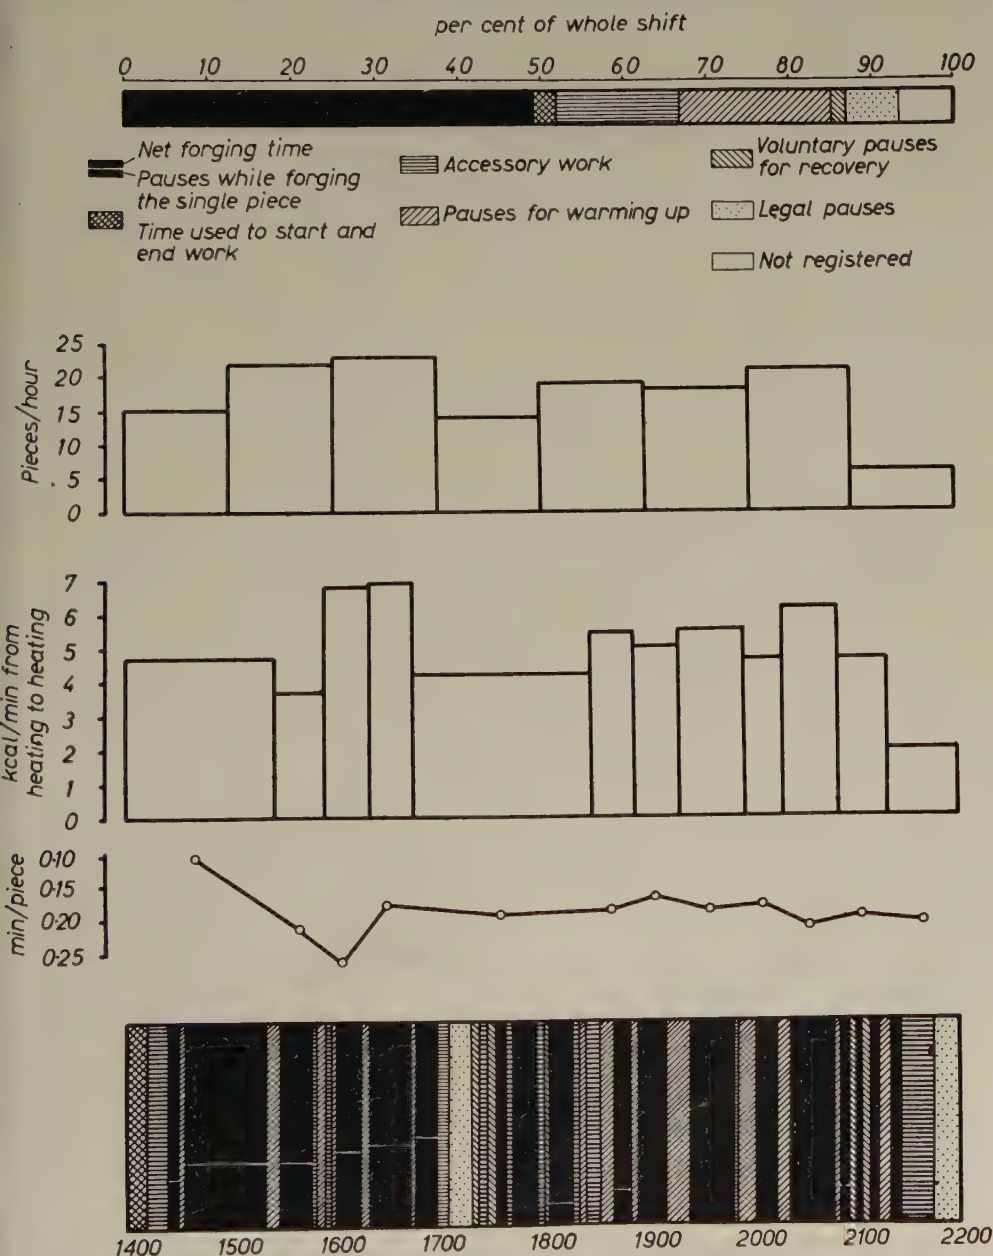 per cent of whole shift
0 10 20 30 40 50 60 70 80 90 100
Net forging time
Pauses while forging
the single piece
Time used to start and
end work
Accessory work
Pauses for warming up
Voluntary pauses
for recovery
Legal pauses
Not registered
Pieces/hour
25
20
15
10
5
0
kcal/min from
heating to heating
7
6
5
4
3
2
1
0
min/piece
0·10
0·15
0·20
0·25
1400 1500 1600 1700 1800 1900 2000 2100 2200